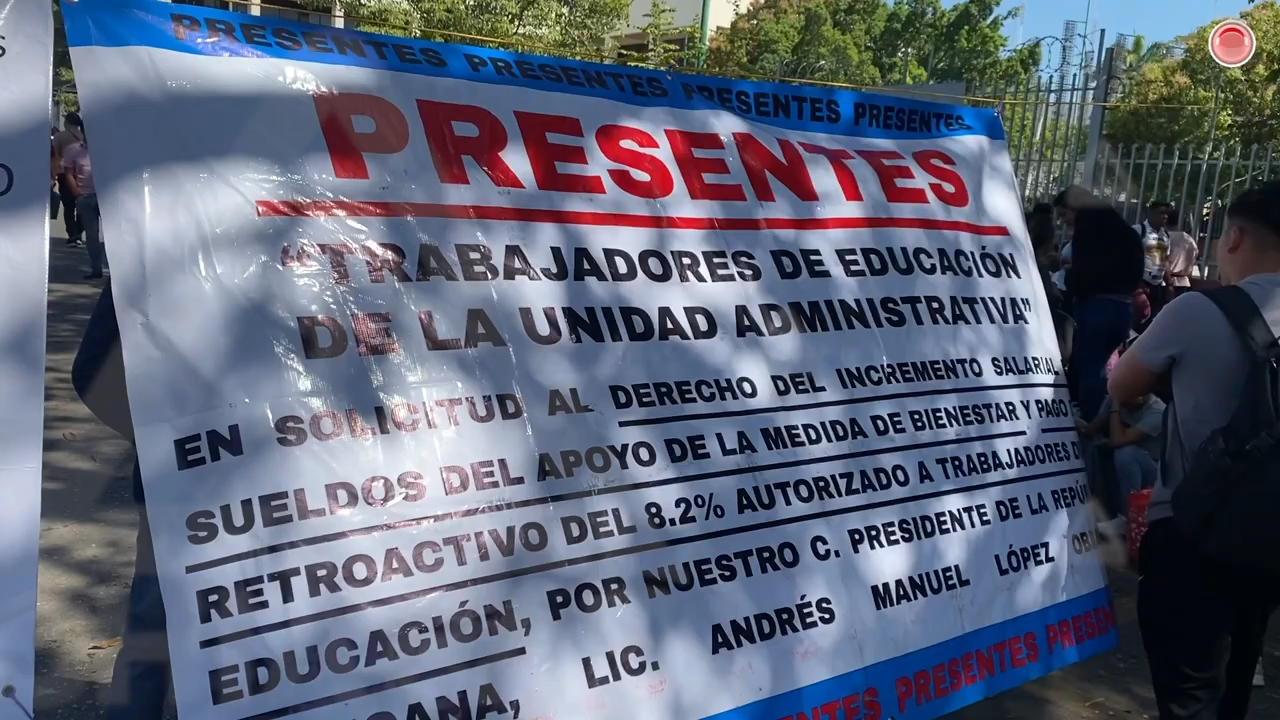 PRESENTES PRESENTES PRESENTES PRESENTES PRESENTES
PRESENTES
“TRABAJADORES DE EDUCACIÓN
DE LA UNIDAD ADMINISTRATIVA”
EN SOLICITUD AL DERECHO DEL INCREMENTO SALARIAL
SUELDOS DEL APOYO DE LA MEDIDA DE BIENESTAR Y PAGO
RETROACTIVO DEL 8.2% AUTORIZADO A TRABAJADORES
EDUCACIÓN, POR NUESTRO C. PRESIDENTE DE LA
LIC. ANDRÉS MANUEL LÓPEZ
PRESENTES